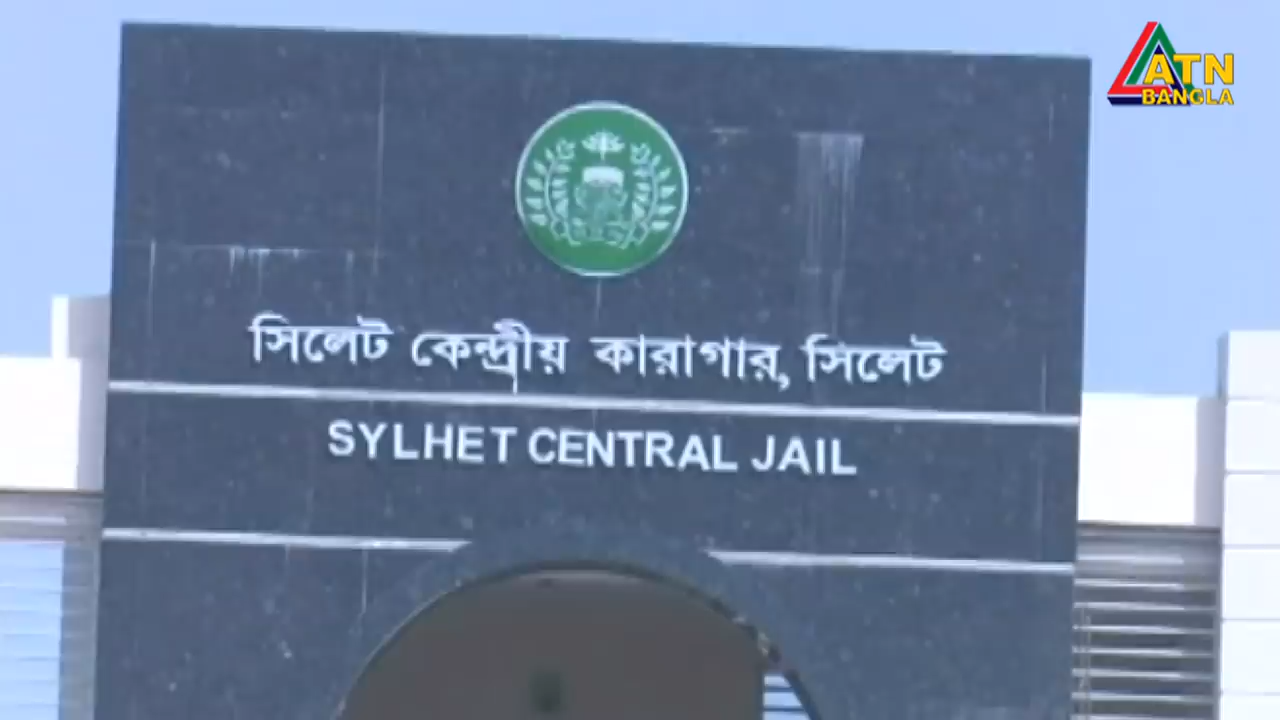 ATN
BANGLA
সিলেট কেন্দ্রীয় কারাগার, সিলেট
SYLHET CENTRAL JAIL